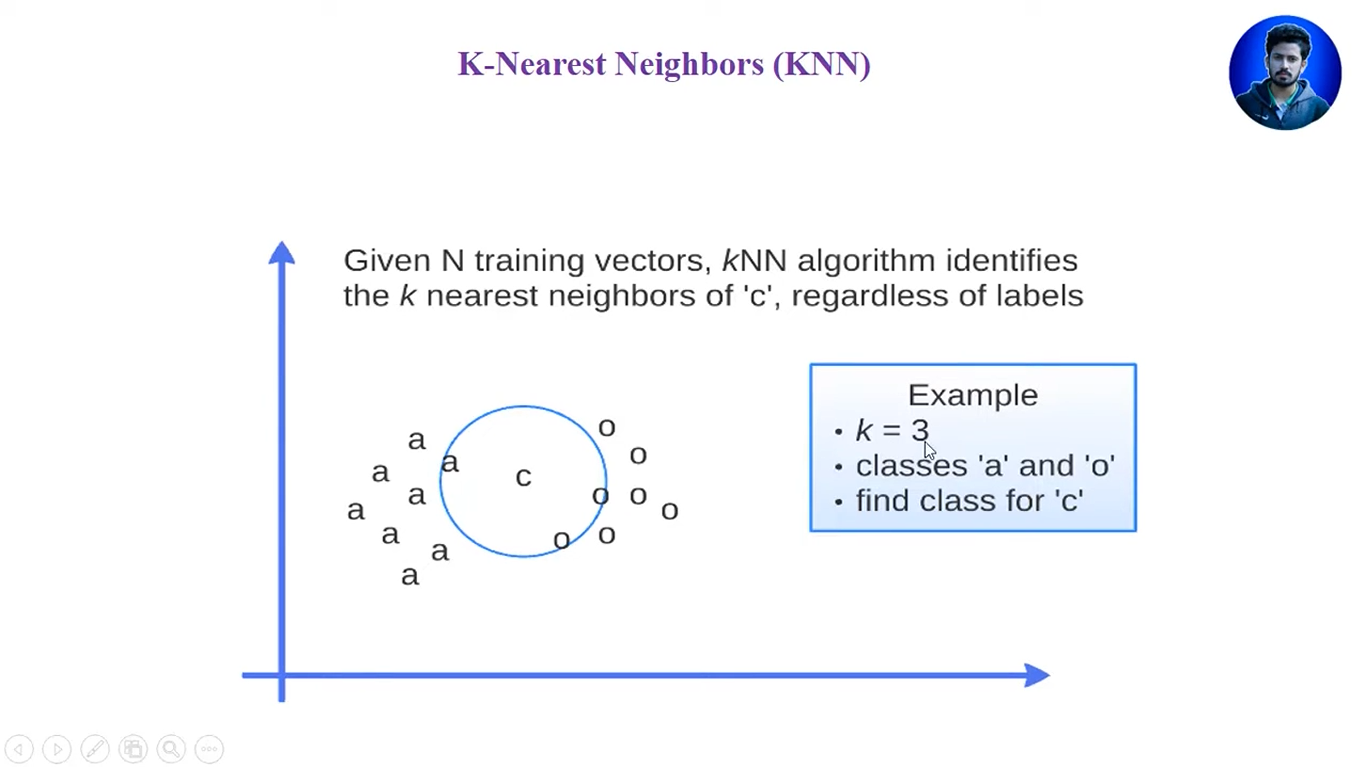 K-Nearest Neighbors (KNN)
Given N training vectors, kNN algorithm identifies
the k nearest neighbors of 'c', regardless of labels
Example
• k = 3
• classes 'a' and 'o'
• find class for 'c'
a
o
a
c
o
a
a
o
o
a
o
a
o
o
a
a